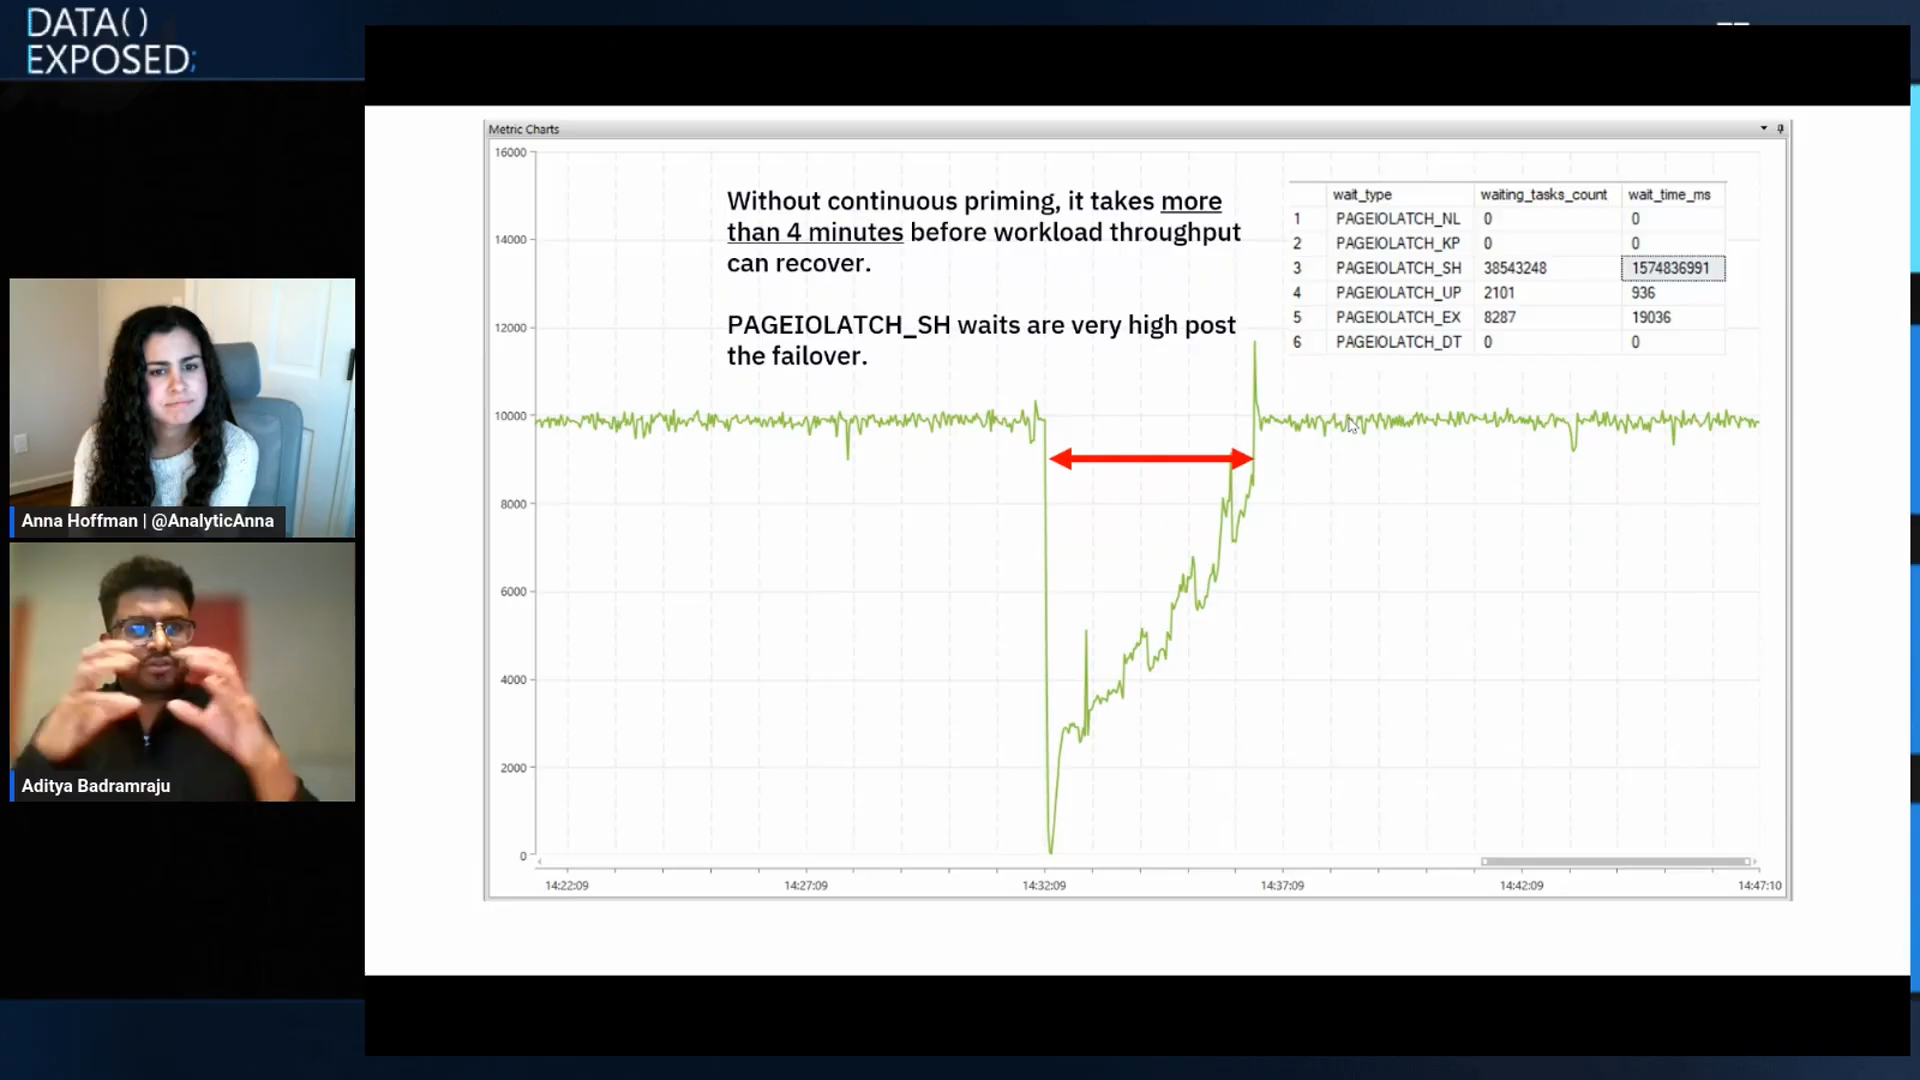 DATA()
EXPOSED;
Metric Charts
16000
14000
12000
10000
8000
6000
4000
2000
0
Without continuous priming, it takes more
than 4 minutes before workload throughput
can recover.
PAGEIOLATCH_SH waits are very high post
the failover.
wait_type waiting_tasks_count wait_time_ms
1 PAGEIOLATCH_NL 0 0
2 PAGEIOLATCH_KP 0 0
3 PAGEIOLATCH_SH 38543248 1574836991
4 PAGEIOLATCH_UP 2101 936
5 PAGEIOLATCH_EX 8287 19036
6 PAGEIOLATCH_DT 0 0
14:22:09 14:27:09 14:32:09 14:37:09 14:42:09 14:47:10
Anna Hoffman | @AnalyticAnna
Aditya Badramraju